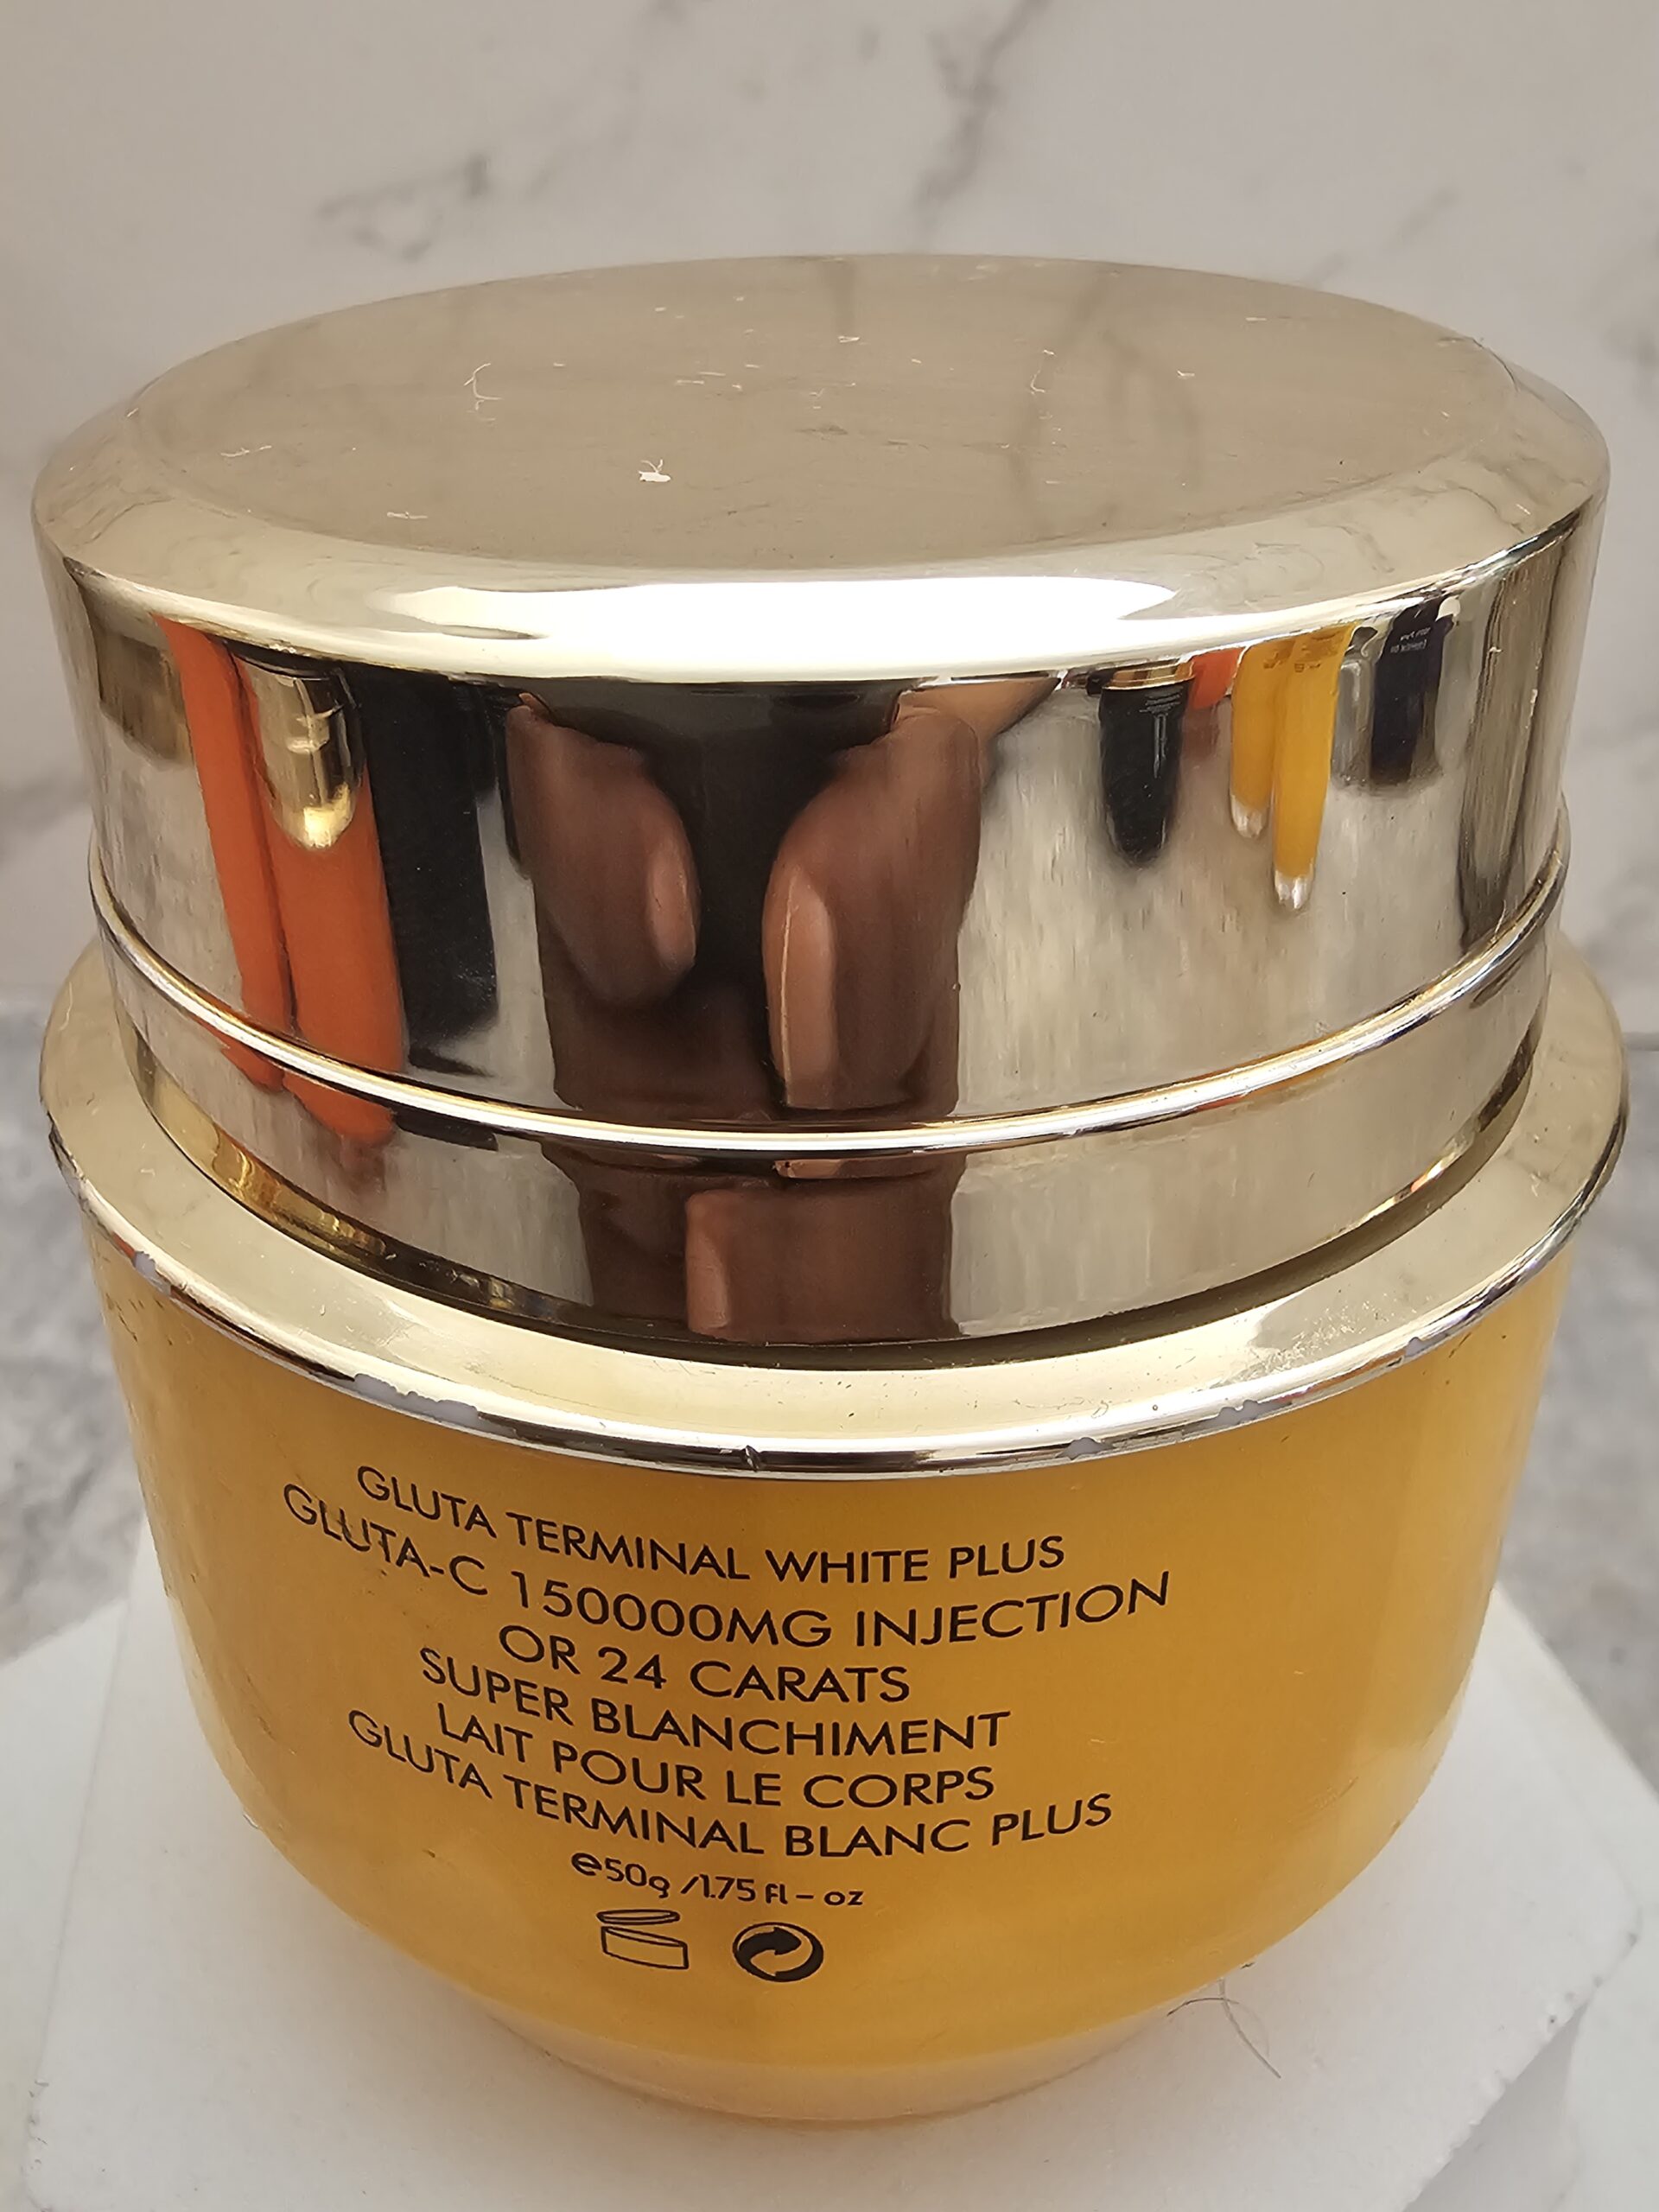 GLUTA TERMINAL WHITE PLUS
GLUTA-C 150000MG INJECTION
OR 24 CARATS
SUPER BLANCHIMENT
LAIT POUR LE CORPS
GLUTA TERMINAL BLANC PLUS
e50g /1.75 fl - oz